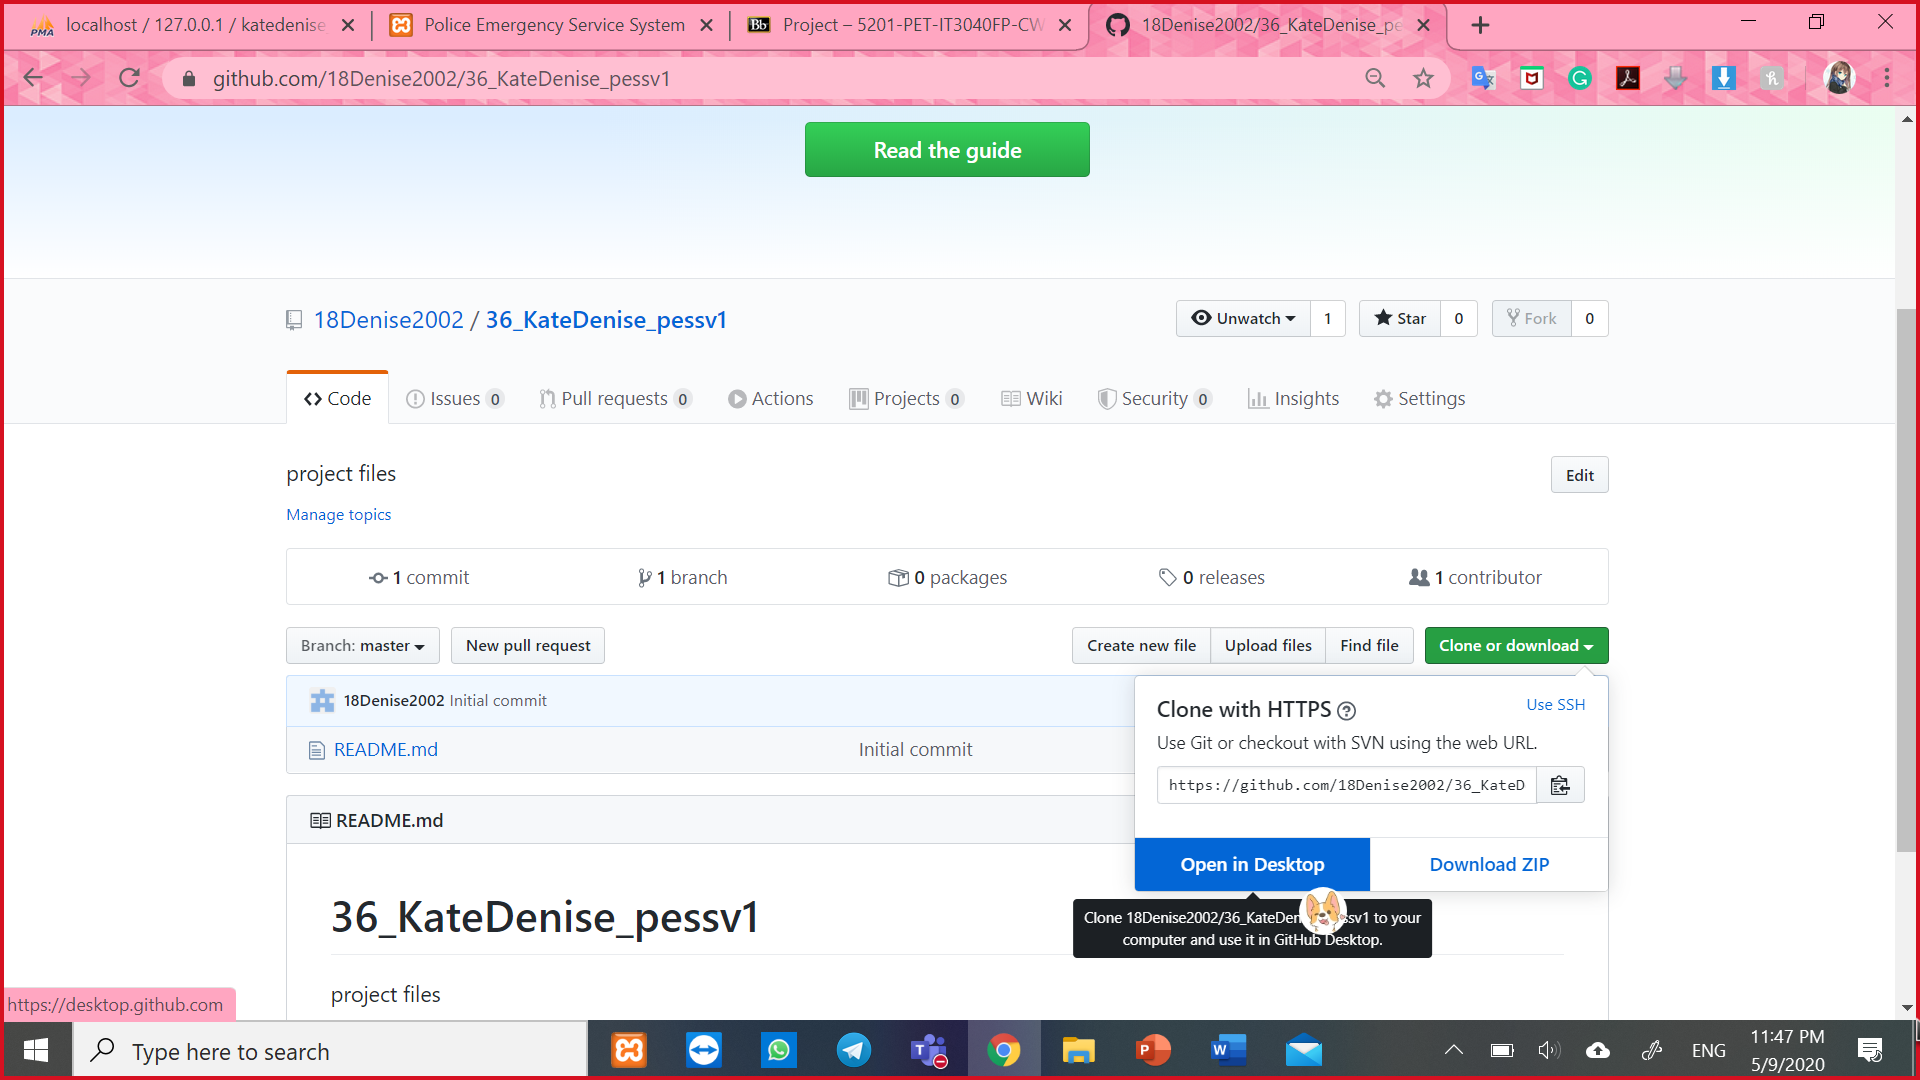 localhost / 127.0.0.1 / katedenise
Police Emergency Service System
Bb
Project – 5201-PET-IT3040FP-CW
18Denise2002/36_KateDenise_pe
github.com/18Denise2002/36_KateDenise_pessv1
Read the guide
18Denise2002 / 36_KateDenise_pessv1
Unwatch 1
Star 0
Fork 0
Code
Issues 0
Pull requests 0
Actions
Projects 0
Wiki
Security 0
Insights
Settings
project files
Edit
Manage topics
1 commit
1 branch
0 packages
0 releases
1 contributor
Branch: master
New pull request
Create new file
Upload files
Find file
Clone or download
18Denise2002 Initial commit
README.md
Initial commit
Clone with HTTPS
Use SSH
Use Git or checkout with SVN using the web URL.
https://github.com/18Denise2002/36_KateD
Open in Desktop
Download ZIP
Clone 18Denise2002/36_KateDen ssv1 to your
computer and use it in GitHub Desktop.
README.md
36_KateDenise_pessv1
project files
https://desktop.github.com
Type here to search
ENG
11:47 PM
5/9/2020